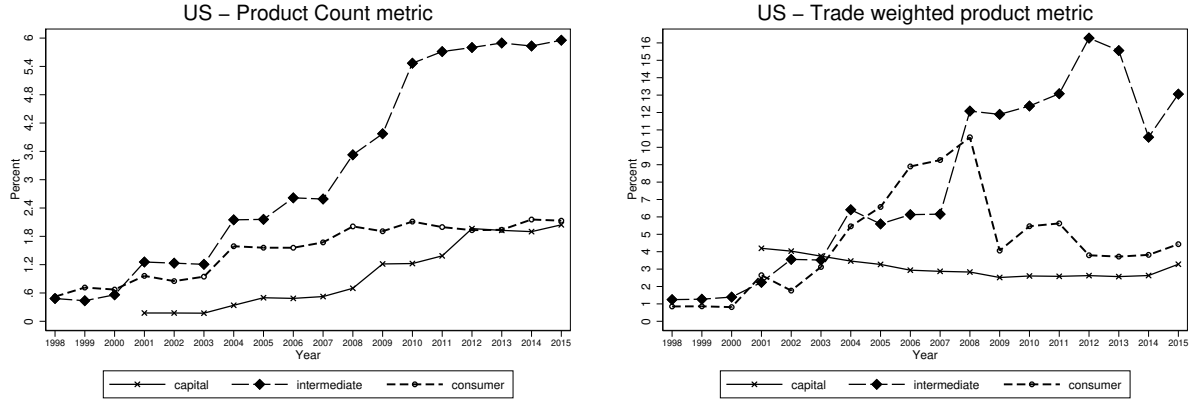 US – Product Count metric
Percent
6
5.4
4.8
4.2
3.6
3
2.4
1.8
1.2
.6
0
1998 1999 2000 2001 2002 2003 2004 2005 2006 2007 2008 2009 2010 2011 2012 2013 2014 2015
Year
capital intermediate consumer
US – Trade weighted product metric
Percent
16
15
14
13
12
11
10
9
8
7
6
5
4
3
2
1
0
1998 1999 2000 2001 2002 2003 2004 2005 2006 2007 2008 2009 2010 2011 2012 2013 2014 2015
Year
capital intermediate consumer